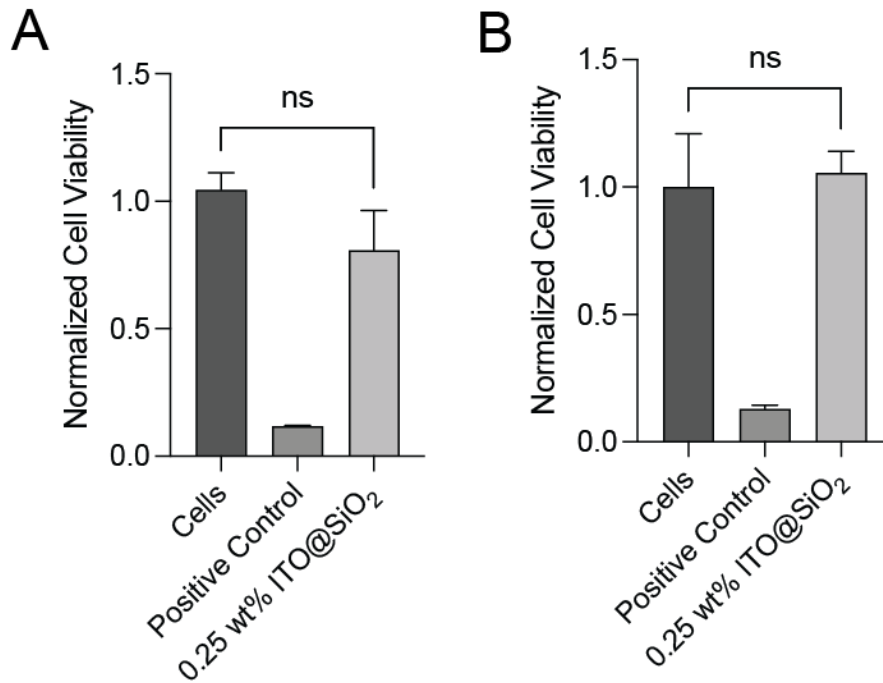 A
Normalized Cell Viability
1.5
1.0
0.5
0.0
ns
Cells
Positive Control
0.25 wt% ITO@SiO₂
B
Normalized Cell Viability
1.5
1.0
0.5
0.0
ns
Cells
Positive Control
0.25 wt% ITO@SiO₂